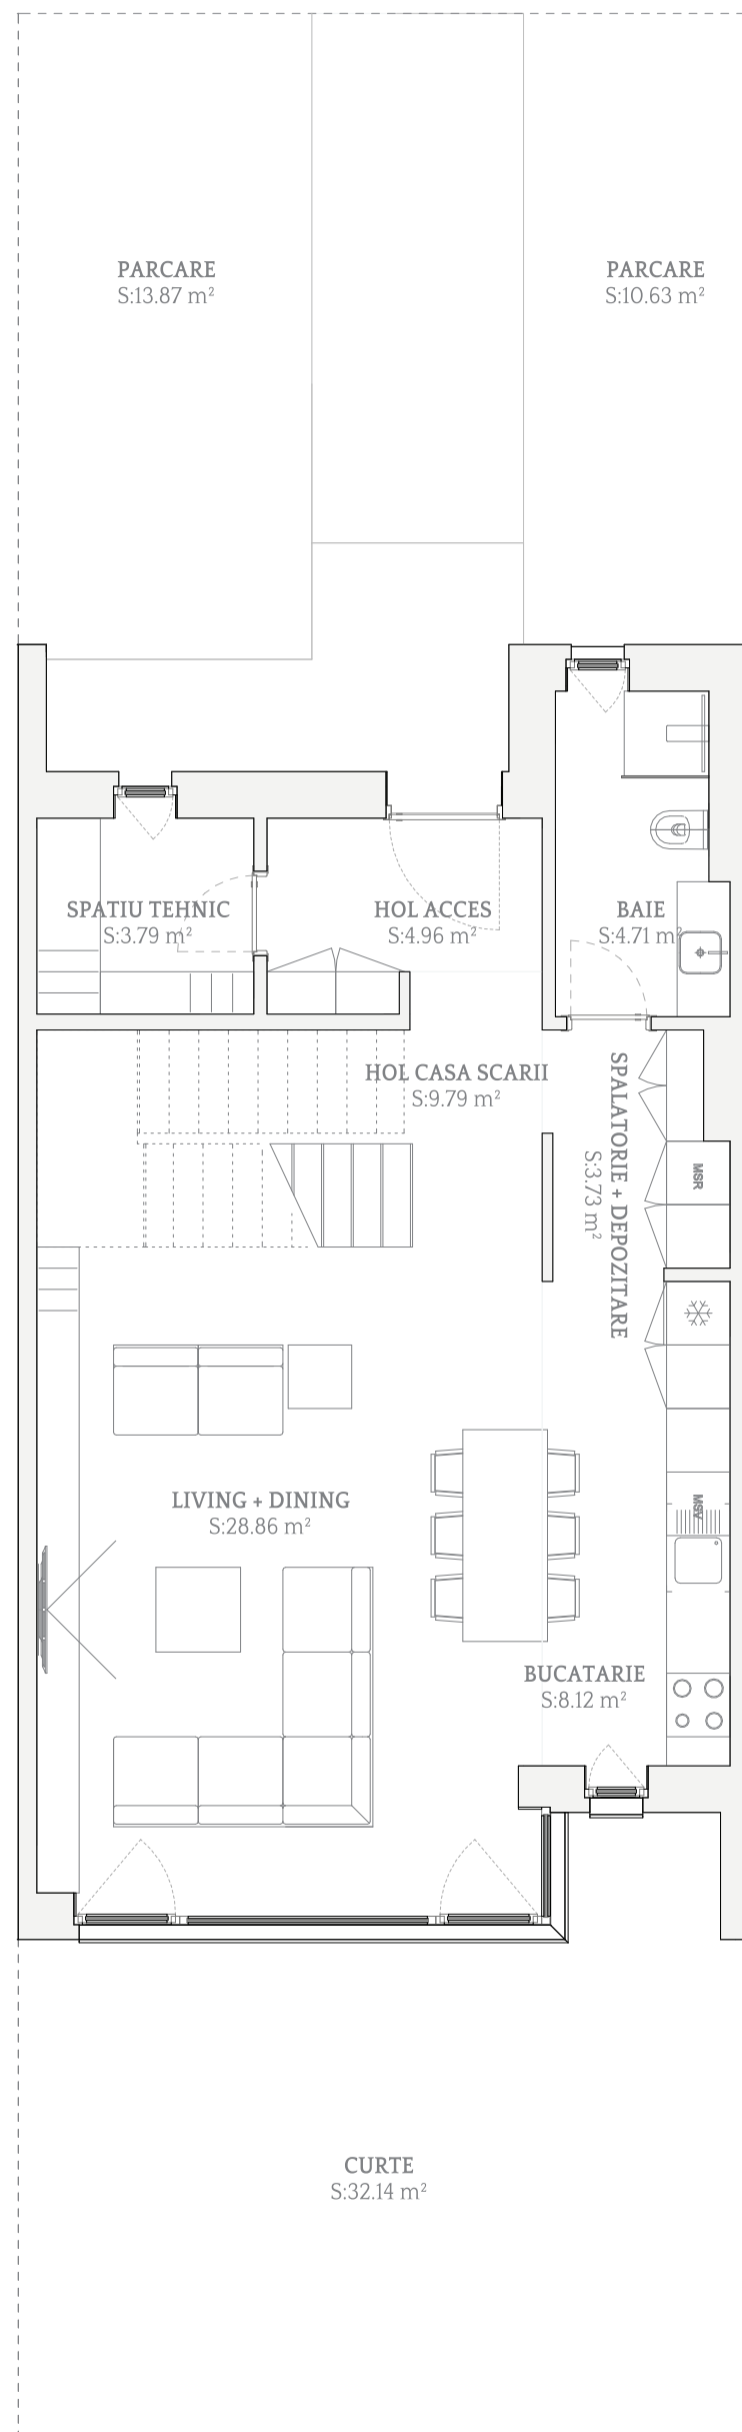 PARCARE
S:13.87 m²
PARCARE
S:10.63 m²
SPATIU TEHNIC
S:3.79 m²
HOL ACCES
S:4.96 m²
BAIE
S:4.71 m²
HOL CASA SCARII
S:9.79 m²
SPALATORIE + DEPOZITARE
S:3.73 m²
MSR
LIVING + DINING
S:28.86 m²
MSV
BUCATARIE
S:8.12 m²
CURTE
S:32.14 m²